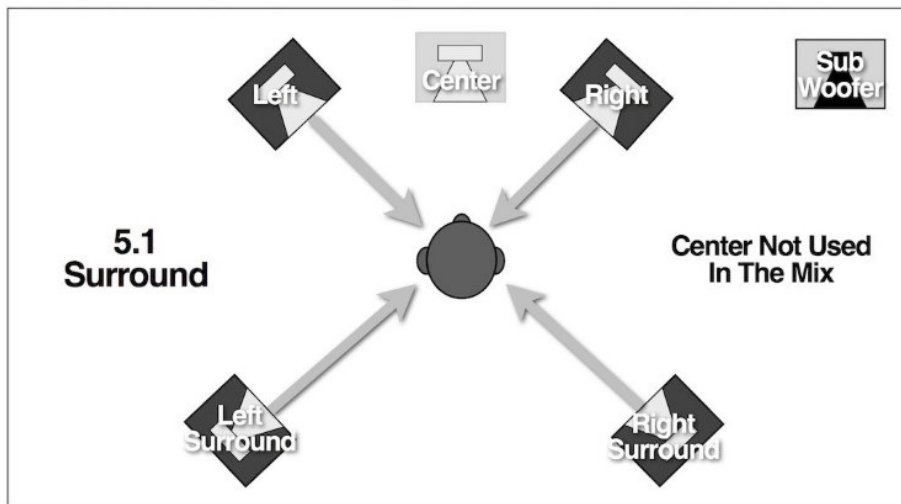 Left
Center
Right
Sub
Woofer
5.1
Surround
Center Not Used
In The Mix
Left
Surround
Right
Surround